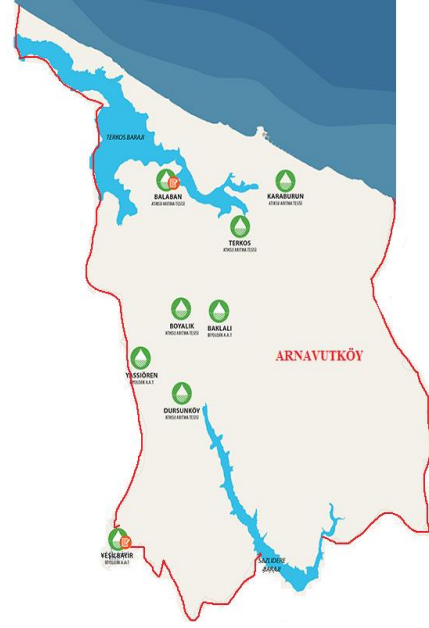 TERKOS BARAJI
BALABAN
ATIKSU ARITMA TESİSİ
KARABURUN
ATIKSU ARITMA TESİSİ
TERKOS
ATIKSU ARITMA TESİSİ
BOYALIK
ATIKSU ARITMA TESİSİ
BAKLALI
BİYOLOJİK A.A.T
ARNAVUTKÖY
YASSIÖREN
BİYOLOJİK A.A.T
DURSUNKÖY
ATIKSU ARITMA TESİSİ
YEŞİLBAYIR
BİYOLOJİK A.A.T
SAZLIDERE
BARAJI